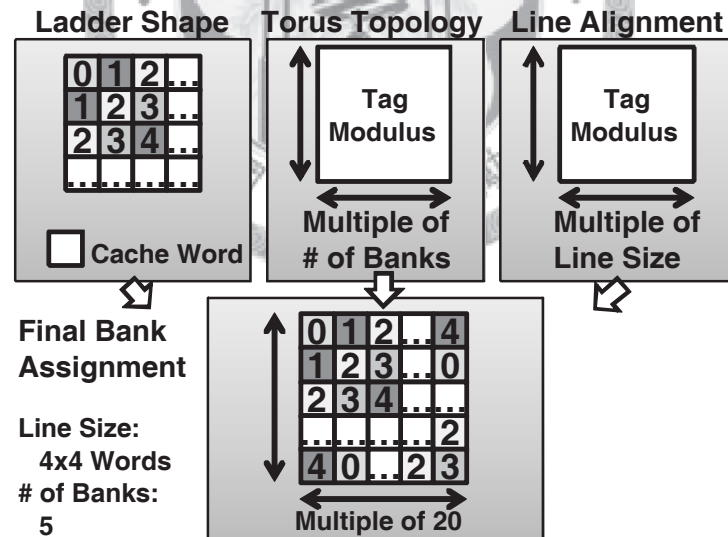 Ladder Shape
Torus Topology
Line Alignment
0 1 2 ...
1 2 3 ...
2 3 4 ...
... ... ... ...
Cache Word
Tag
Modulus
Multiple of
# of Banks
Tag
Modulus
Multiple of
Line Size
Final Bank
Assignment
Line Size:
4x4 Words
# of Banks:
5
0 1 2 ... 4
1 2 3 ... 0
2 3 4 ... ...
... ... ... ... 2
4 0 ... 2 3
Multiple of 20